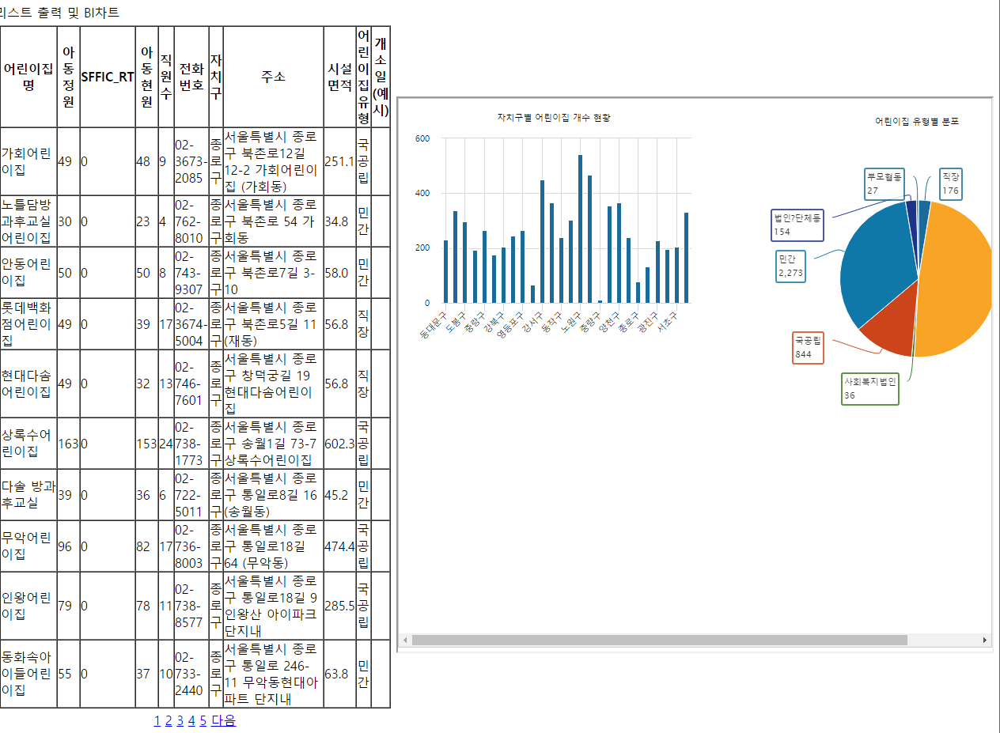 리스트 출력 및 BI차트
어린이집
명
아
동
정
원
SFFIC_RT
아
동
현
원
직
원
수
전화
번호
자
치
구
주소
시설
면적
어
린
이
집
유
형
개
소
일
(예
시)
가회어린
이집
49
0
48
9
02-
3673-
2085
종
로
구
서울특별시 종로
구 북촌로12길
12-2 가회어린이
집 (가회동)
251.1
국
공
립
노틀담방
과후교실
어린이집
30
0
23
4
02-
762-
8010
종
로
구
서울특별시 종로
구 북촌로 54 가
회동
34.8
민
간
안동어린
이집
50
0
50
8
02-
743-
9307
종
로
구
서울특별시 종로
구 북촌로7길 3-
10
58.0
민
간
롯데백화
점어린이
집
49
0
39
17
02-
3674-
5004
종
로
구
서울특별시 종로
구 북촌로5길 11
(재동)
56.8
직
장
현대다솜
어린이집
49
0
32
13
02-
746-
7601
종
로
구
서울특별시 종로
구 창덕궁길 19
현대다솜어린이
집
56.8
직
장
상록수어
린이집
163
0
153
24
02-
738-
1773
종
로
구
서울특별시 종로
구 송월1길 73-7
상록수어린이집
602.3
국
공
립
다솔 방과
후교실
39
0
36
6
02-
722-
5011
종
로
구
서울특별시 종로
구 통일로8길 16
(송월동)
45.2
민
간
무악어린
이집
96
0
82
17
02-
736-
8003
종
로
구
서울특별시 종로
구 통일로18길
64 (무악동)
474.4
국
공
립
인왕어린
이집
79
0
78
11
02-
738-
8577
종
로
구
서울특별시 종로
구 통일로18길 9
인왕산 아이파크
단지내
285.5
국
공
립
동화속아
이들어린
이집
55
0
37
10
02-
733-
2440
종
로
구
서울특별시 종로
구 통일로 246-
11 무악동현대아
파트 단지내
63.8
민
간
1 2 3 4 5 다음
자치구별 어린이집 개수 현황
600
400
200
0
동대문구
도봉구
중랑구
강북구
영등포구
강서구
동작구
노원구
중랑구
양천구
종로구
광진구
서초구
어린이집 유형별 분포
부모협동
27
직장
176
법인?단체등
154
민간
2,273
국공립
844
사회복지법인
36